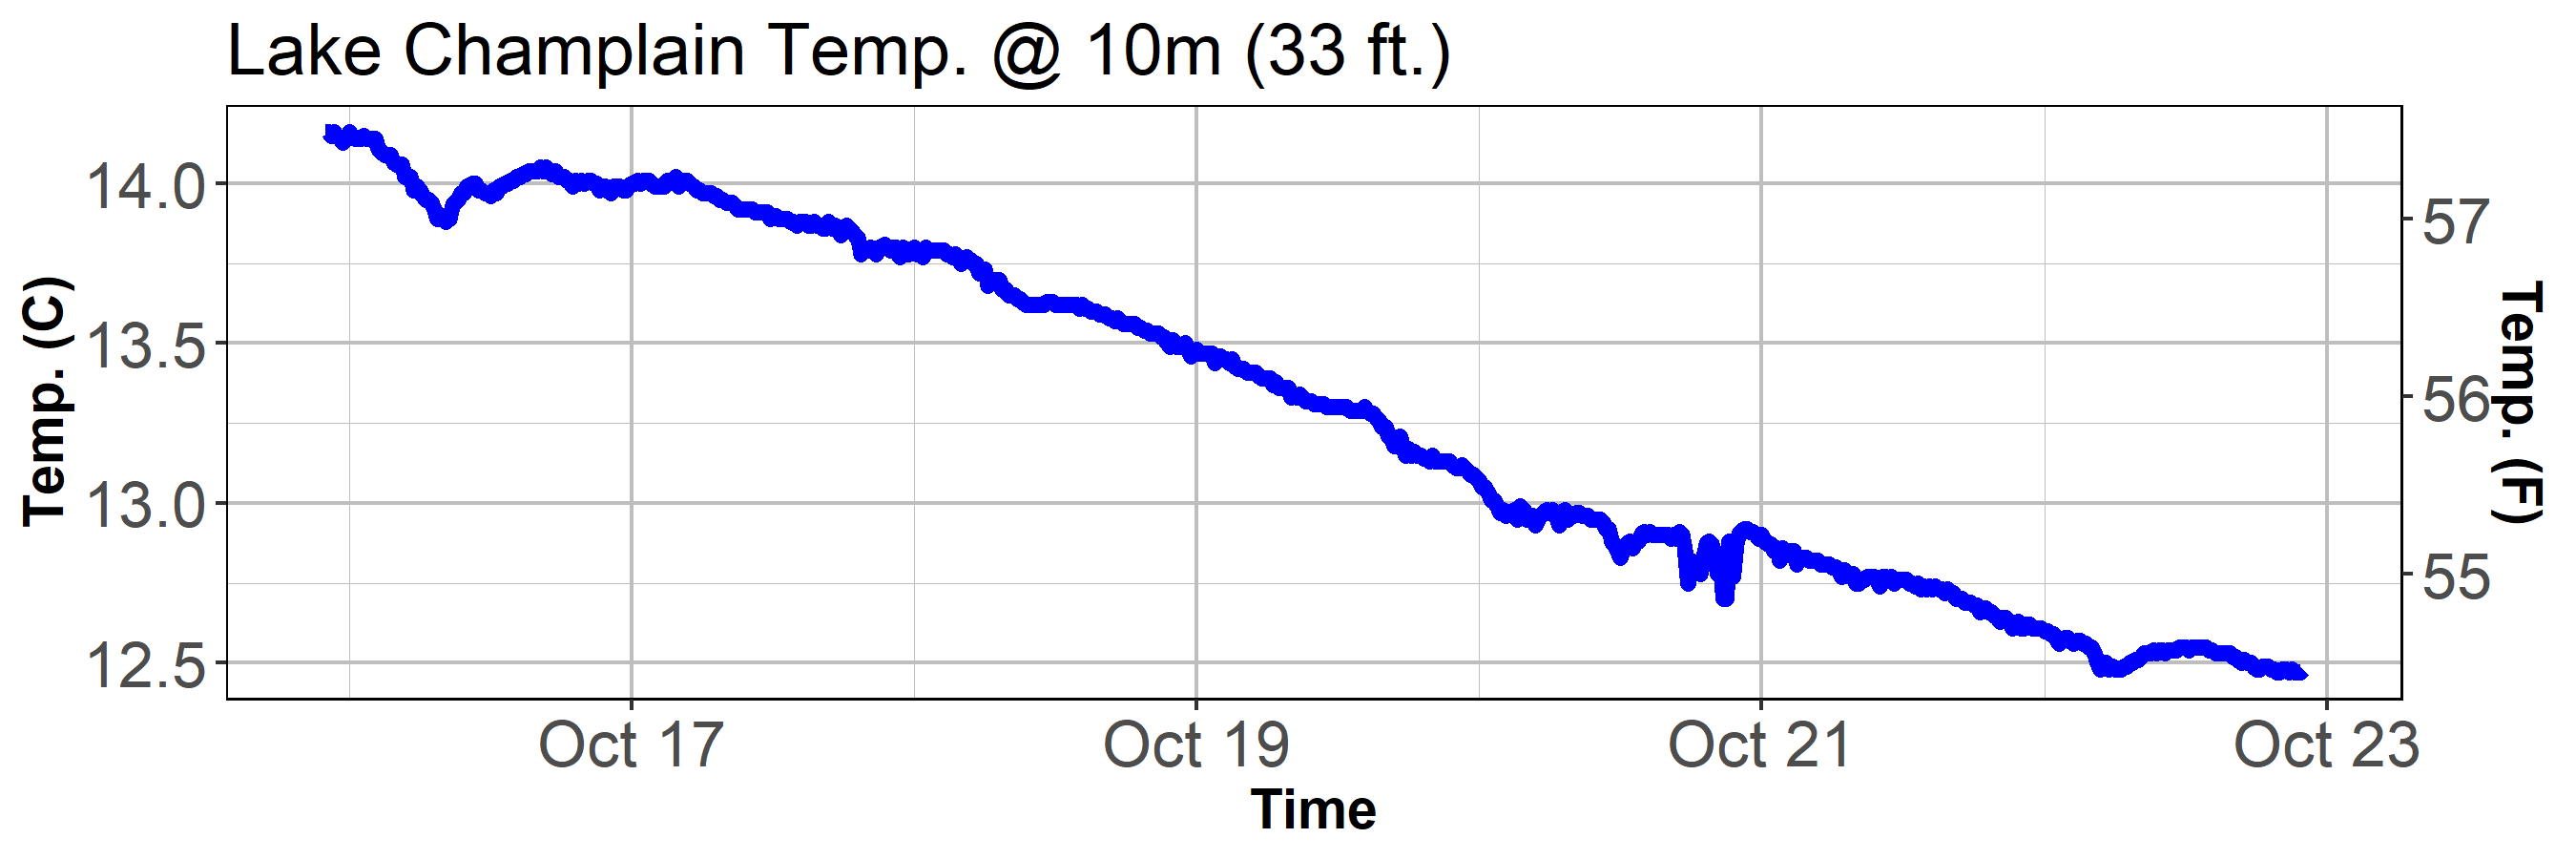 Lake Champlain Temp. @ 10m (33 ft.)
Temp. (C)
14.0
13.5
13.0
12.5
57
56
55
Temp. (F)
Oct 17
Oct 19
Oct 21
Oct 23
Time